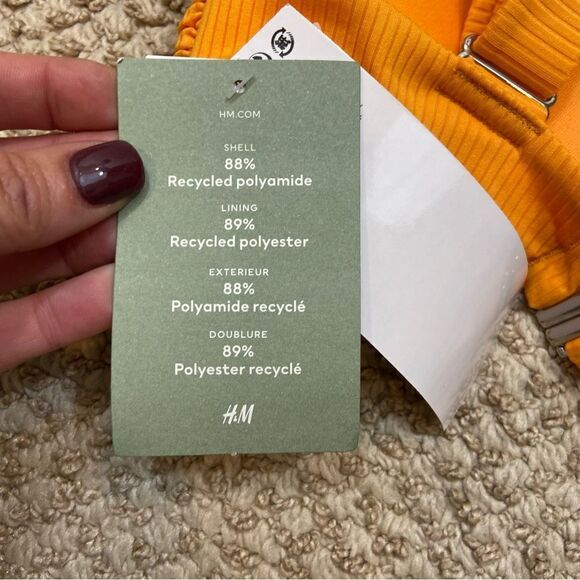 HM.COM
SHELL
88%
Recycled polyamide
LINING
89%
Recycled polyester
EXTERIEUR
88%
Polyamide recyclé
DOUBLURE
89%
Polyester recyclé
H&M